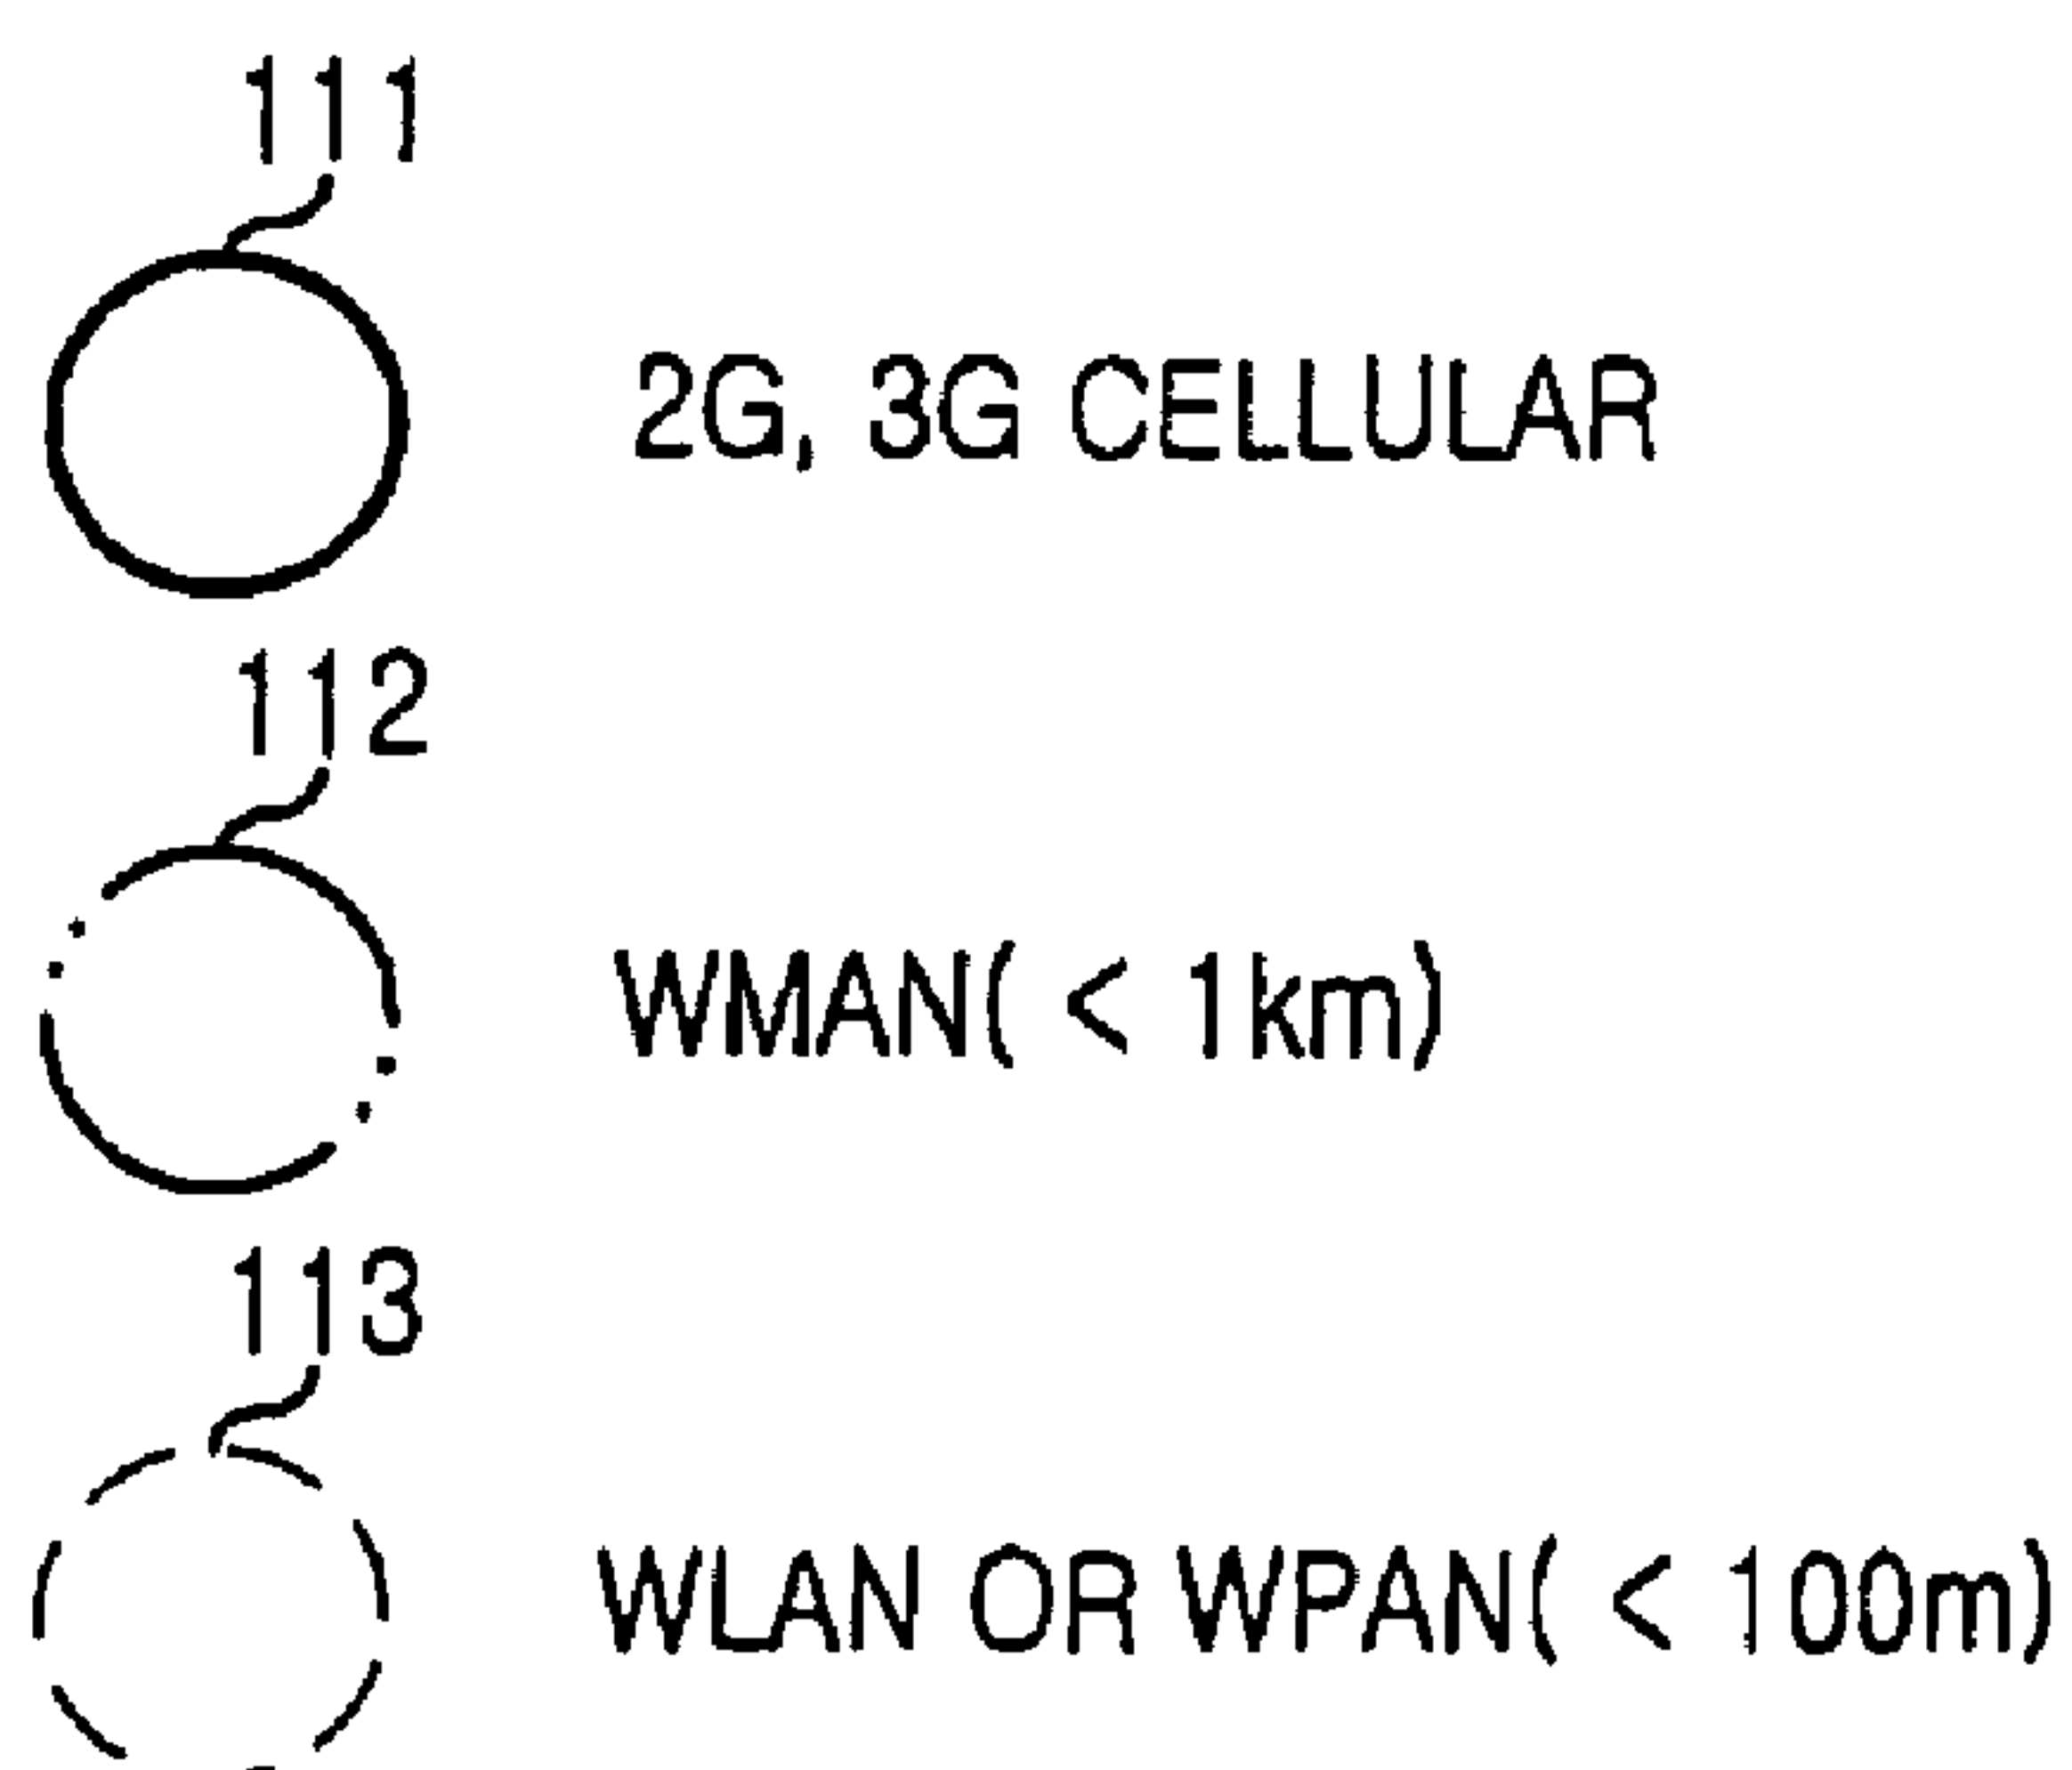 111
2G, 3G CELLULAR
112
WMAN( < 1km)
113
WLAN OR WPAN( < 100m)